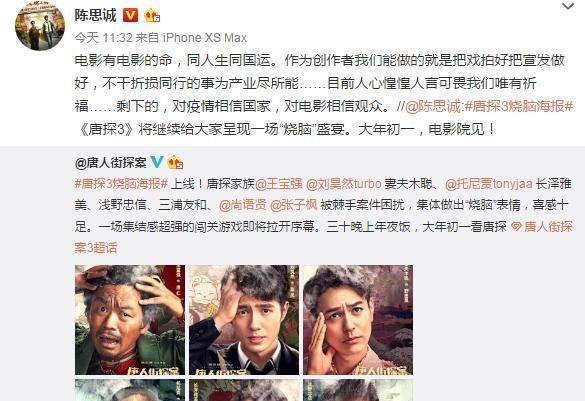 陈思诚
今天 11:32 来自 iPhone XS Max
电影有电影的命，同人生同国运。作为创作者我们能做的就是把戏拍好把宣发做
好，不干折损同行的事为产业尽所能……目前人心惶惶人言可畏我们唯有祈
福……剩下的，对疫情相信国家，对电影相信观众。//@陈思诚:#唐探3烧脑海报#
《唐探3》将继续给大家呈现一场“烧脑”盛宴。大年初一，电影院见！
@唐人街探案
#唐探3烧脑海报# 上线！唐探家族@王宝强 @刘昊然turbo 妻夫木聪、@托尼贾tonyjaa 长泽雅
美、浅野忠信、三浦友和、@尚语贤 @张子枫 被棘手案件困扰，集体做出“烧脑”表情，喜感十
足。一场集结感超强的闯关游戏即将拉开序幕。三十晚上年夜饭，大年初一看唐探 唐人街探
案3超话
唐人街探案
唐人街探案
唐人街探案